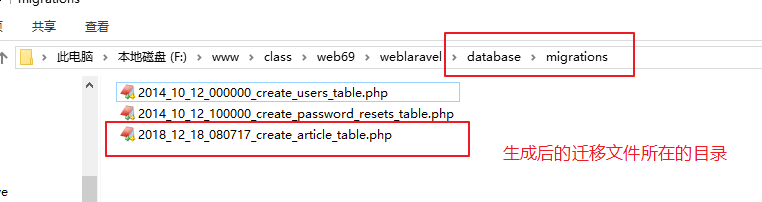 migrations
共享 查看
此电脑 > 本地磁盘 (F:) > www > class > web69 > weblaravel > database > migrations
2014_10_12_000000_create_users_table.php
2014_10_12_100000_create_password_resets_table.php
2018_12_18_080717_create_article_table.php
生成后的迁移文件所在的目录